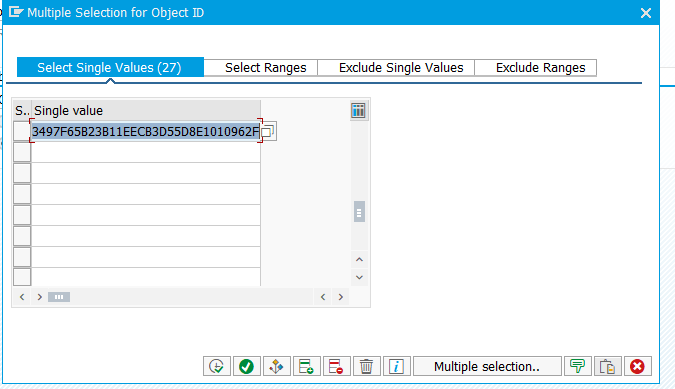 Multiple Selection for Object ID
Select Single Values (27) Select Ranges Exclude Single Values Exclude Ranges
S.. Single value
3497F65B23B11EECB3D55D8E1010962F
Multiple selection..